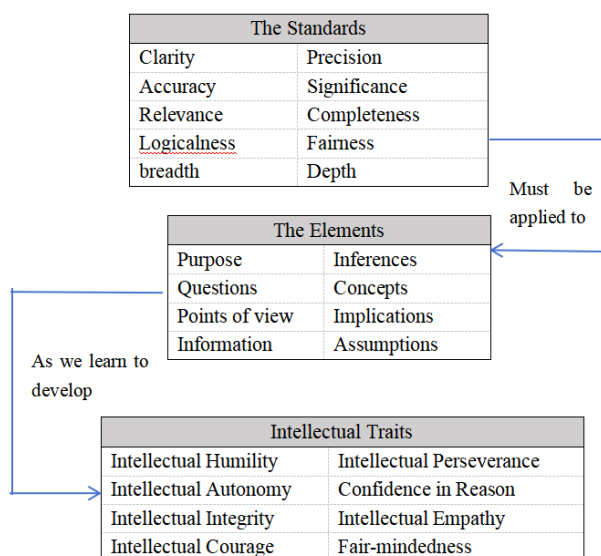 The Standards
Clarity Precision
Accuracy Significance
Relevance Completeness
Logicalness Fairness
breadth Depth
Must be
applied to
The Elements
Purpose Inferences
Questions Concepts
Points of view Implications
Information Assumptions
As we learn to
develop
Intellectual Traits
Intellectual Humility Intellectual Perseverance
Intellectual Autonomy Confidence in Reason
Intellectual Integrity Intellectual Empathy
Intellectual Courage Fair-mindedness